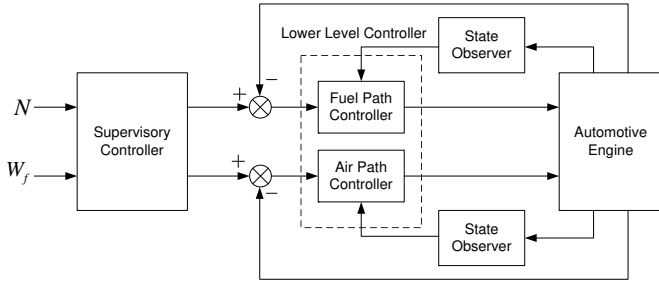 Lower Level Controller
State
Observer
−
+
N
Fuel Path
Controller
Supervisory
Controller
Automotive
Engine
+
W_f
Air Path
Controller
−
State
Observer